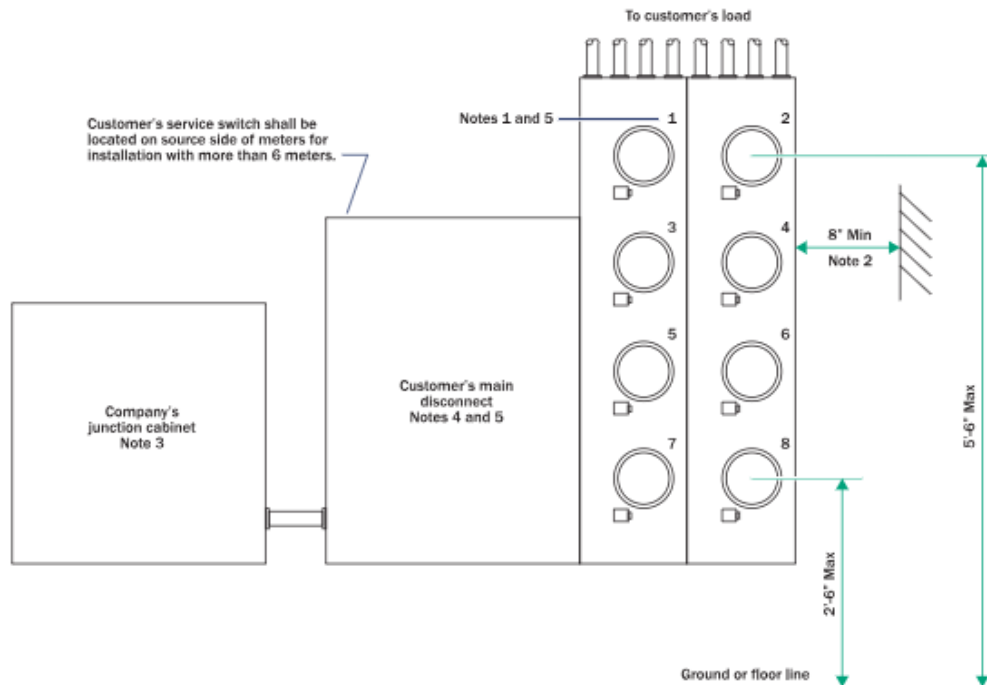 To customer's load
Customer's service switch shall be
located on source side of meters for
installation with more than 6 meters.
Notes 1 and 5
1
2
3
4
8" Min
Note 2
5
6
Customer's main
disconnect
Notes 4 and 5
Company's
junction cabinet
Note 3
7
8
5'-6" Max
2'-6" Max
Ground or floor line